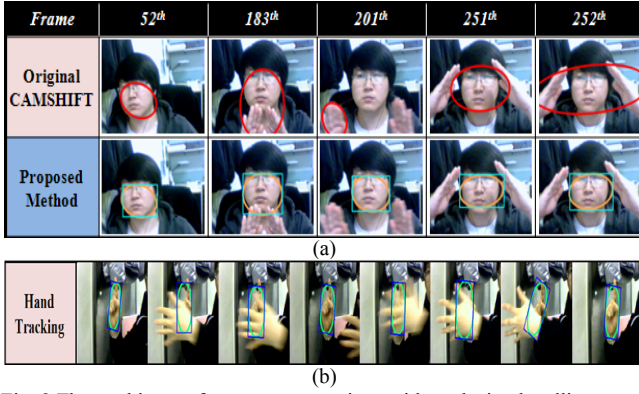 Frame 52th 183th 201th 251th 252th
Original
CAMSHIFT
Proposed
Method
(a)
Hand
Tracking
(b)